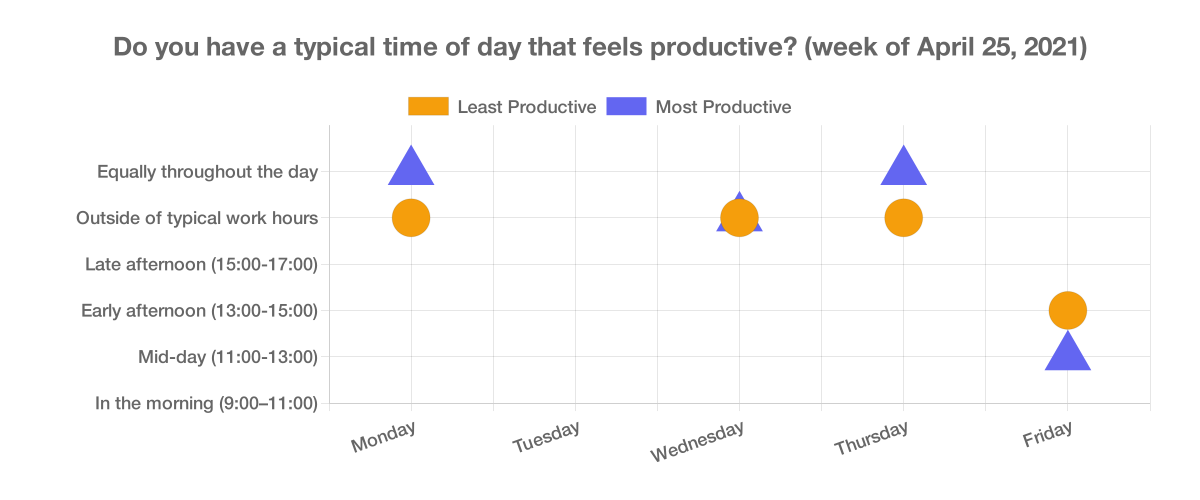 Do you have a typical time of day that feels productive? (week of April 25, 2021)
Least Productive Most Productive
Equally throughout the day
Outside of typical work hours
Late afternoon (15:00-17:00)
Early afternoon (13:00-15:00)
Mid-day (11:00-13:00)
In the morning (9:00–11:00)
Monday Tuesday Wednesday Thursday Friday